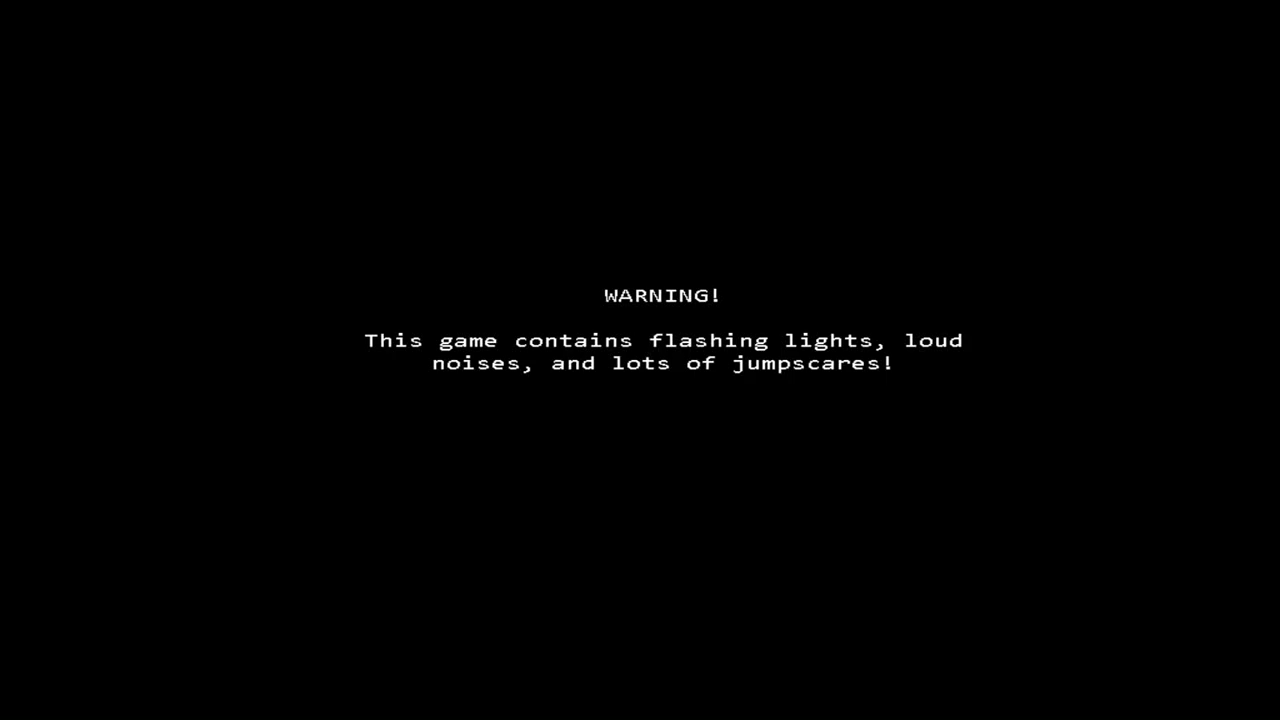 WARNING!
This game contains flashing lights, loud
noises, and lots of jumpscares!